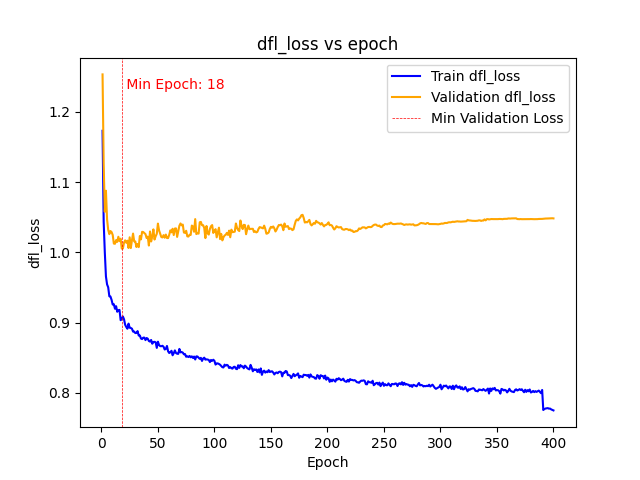 dfl_loss vs epoch
Min Epoch: 18
Train dfl_loss
Validation dfl_loss
Min Validation Loss
dfl_loss
1.2
1.1
1.0
0.9
0.8
0
50
100
150
200
250
300
350
400
Epoch